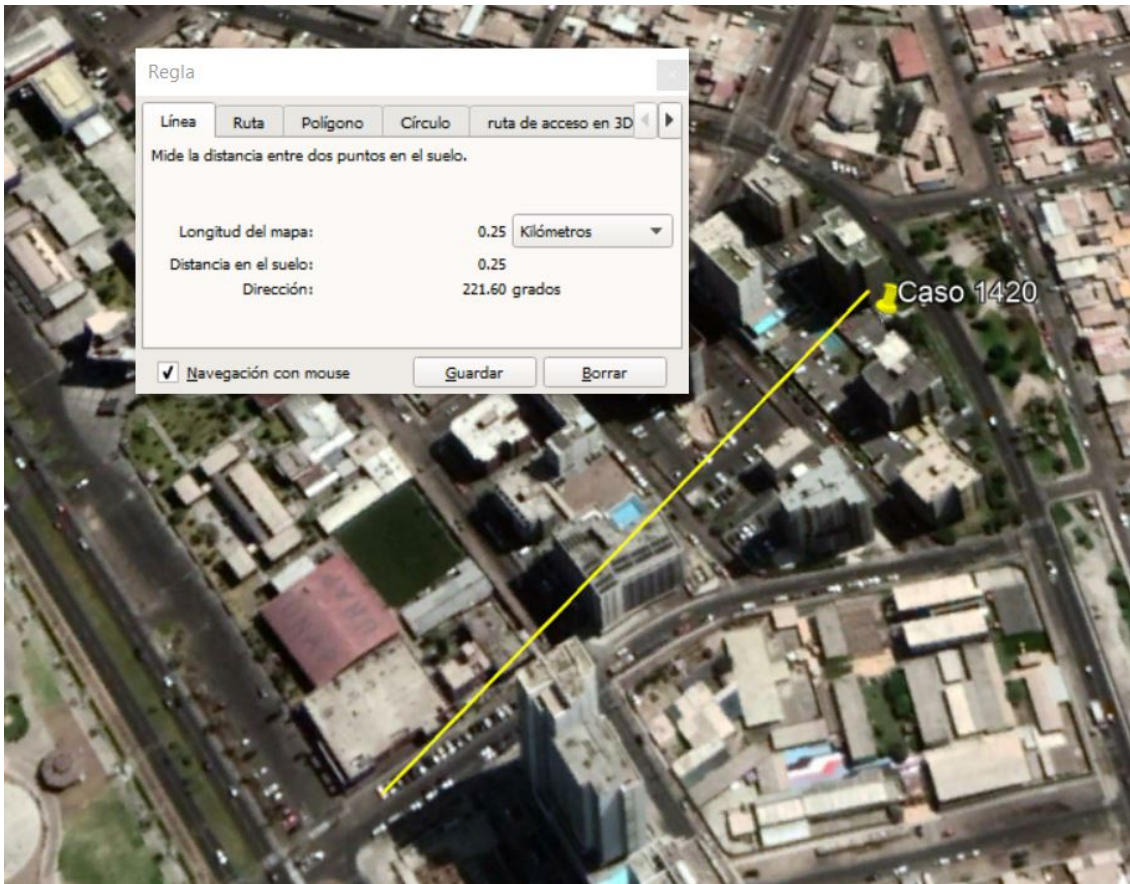 Regla
Línea Ruta Polígono Círculo ruta de acceso en 3D
Mide la distancia entre dos puntos en el suelo.
Longitud del mapa: 0.25 Kilómetros
Distancia en el suelo: 0.25
Dirección: 221.60 grados
Navegación con mouse Guardar Borrar
Caso 1420